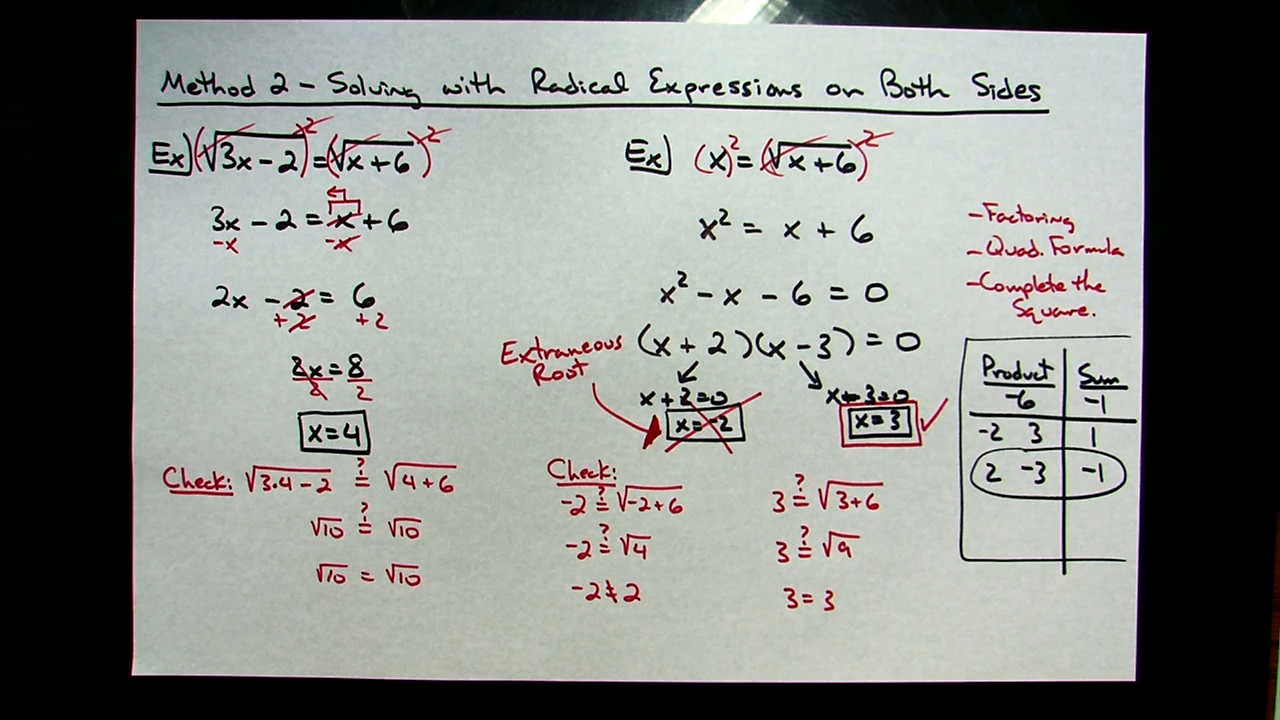 Method 2 - Solving with Radical Expressions on Both Sides
Ex) (√3x-2)² = (√x+6)²
3x - 2 = x + 6
-x -x
2x - 2 = 6
+2 +2
2x = 8
2 2
x = 4
Check: √3·4-2 ≟ √4+6
√10 ≟ √10
√10 = √10
Ex) (x)² = (√x+6)²
x² = x + 6
x² - x - 6 = 0
(x + 2)(x - 3) = 0
Extraneous
Root
x + 2 = 0
x = -2
x - 3 = 0
x = 3
Check:
-2 ≟ √-2+6
-2 ≟ √4
-2 ≠ 2
3 ≟ √3+6
3 ≟ √9
3 = 3
- Factoring
- Quad. Formula
- Complete the
Square.
Product Sum
-6 -1
-2 3 1
2 -3 -1